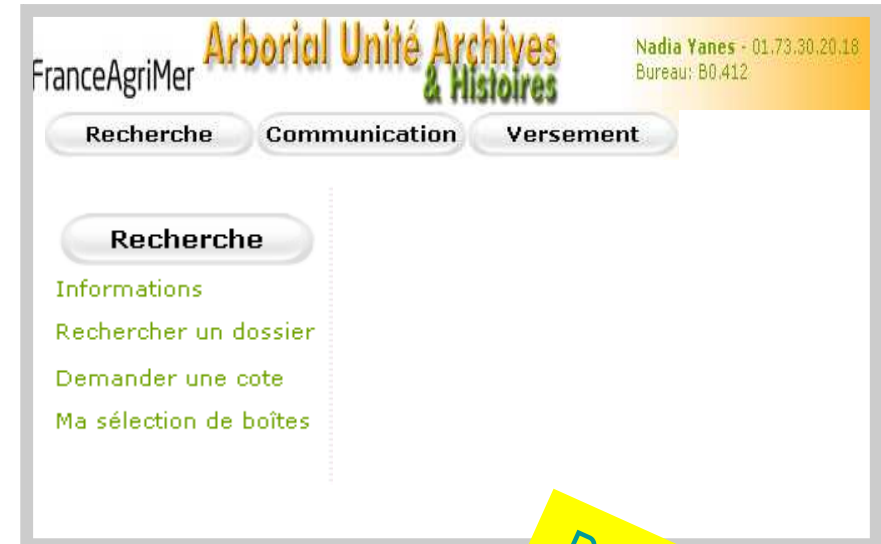 FranceAgriMer
Arborial Unité Archives
& Histoires
Nadia Yanes - 01.73.30.20.18
Bureau: B0.412
Recherche
Communication
Versement
Recherche
Informations
Rechercher un dossier
Demander une cote
Ma sélection de boîtes